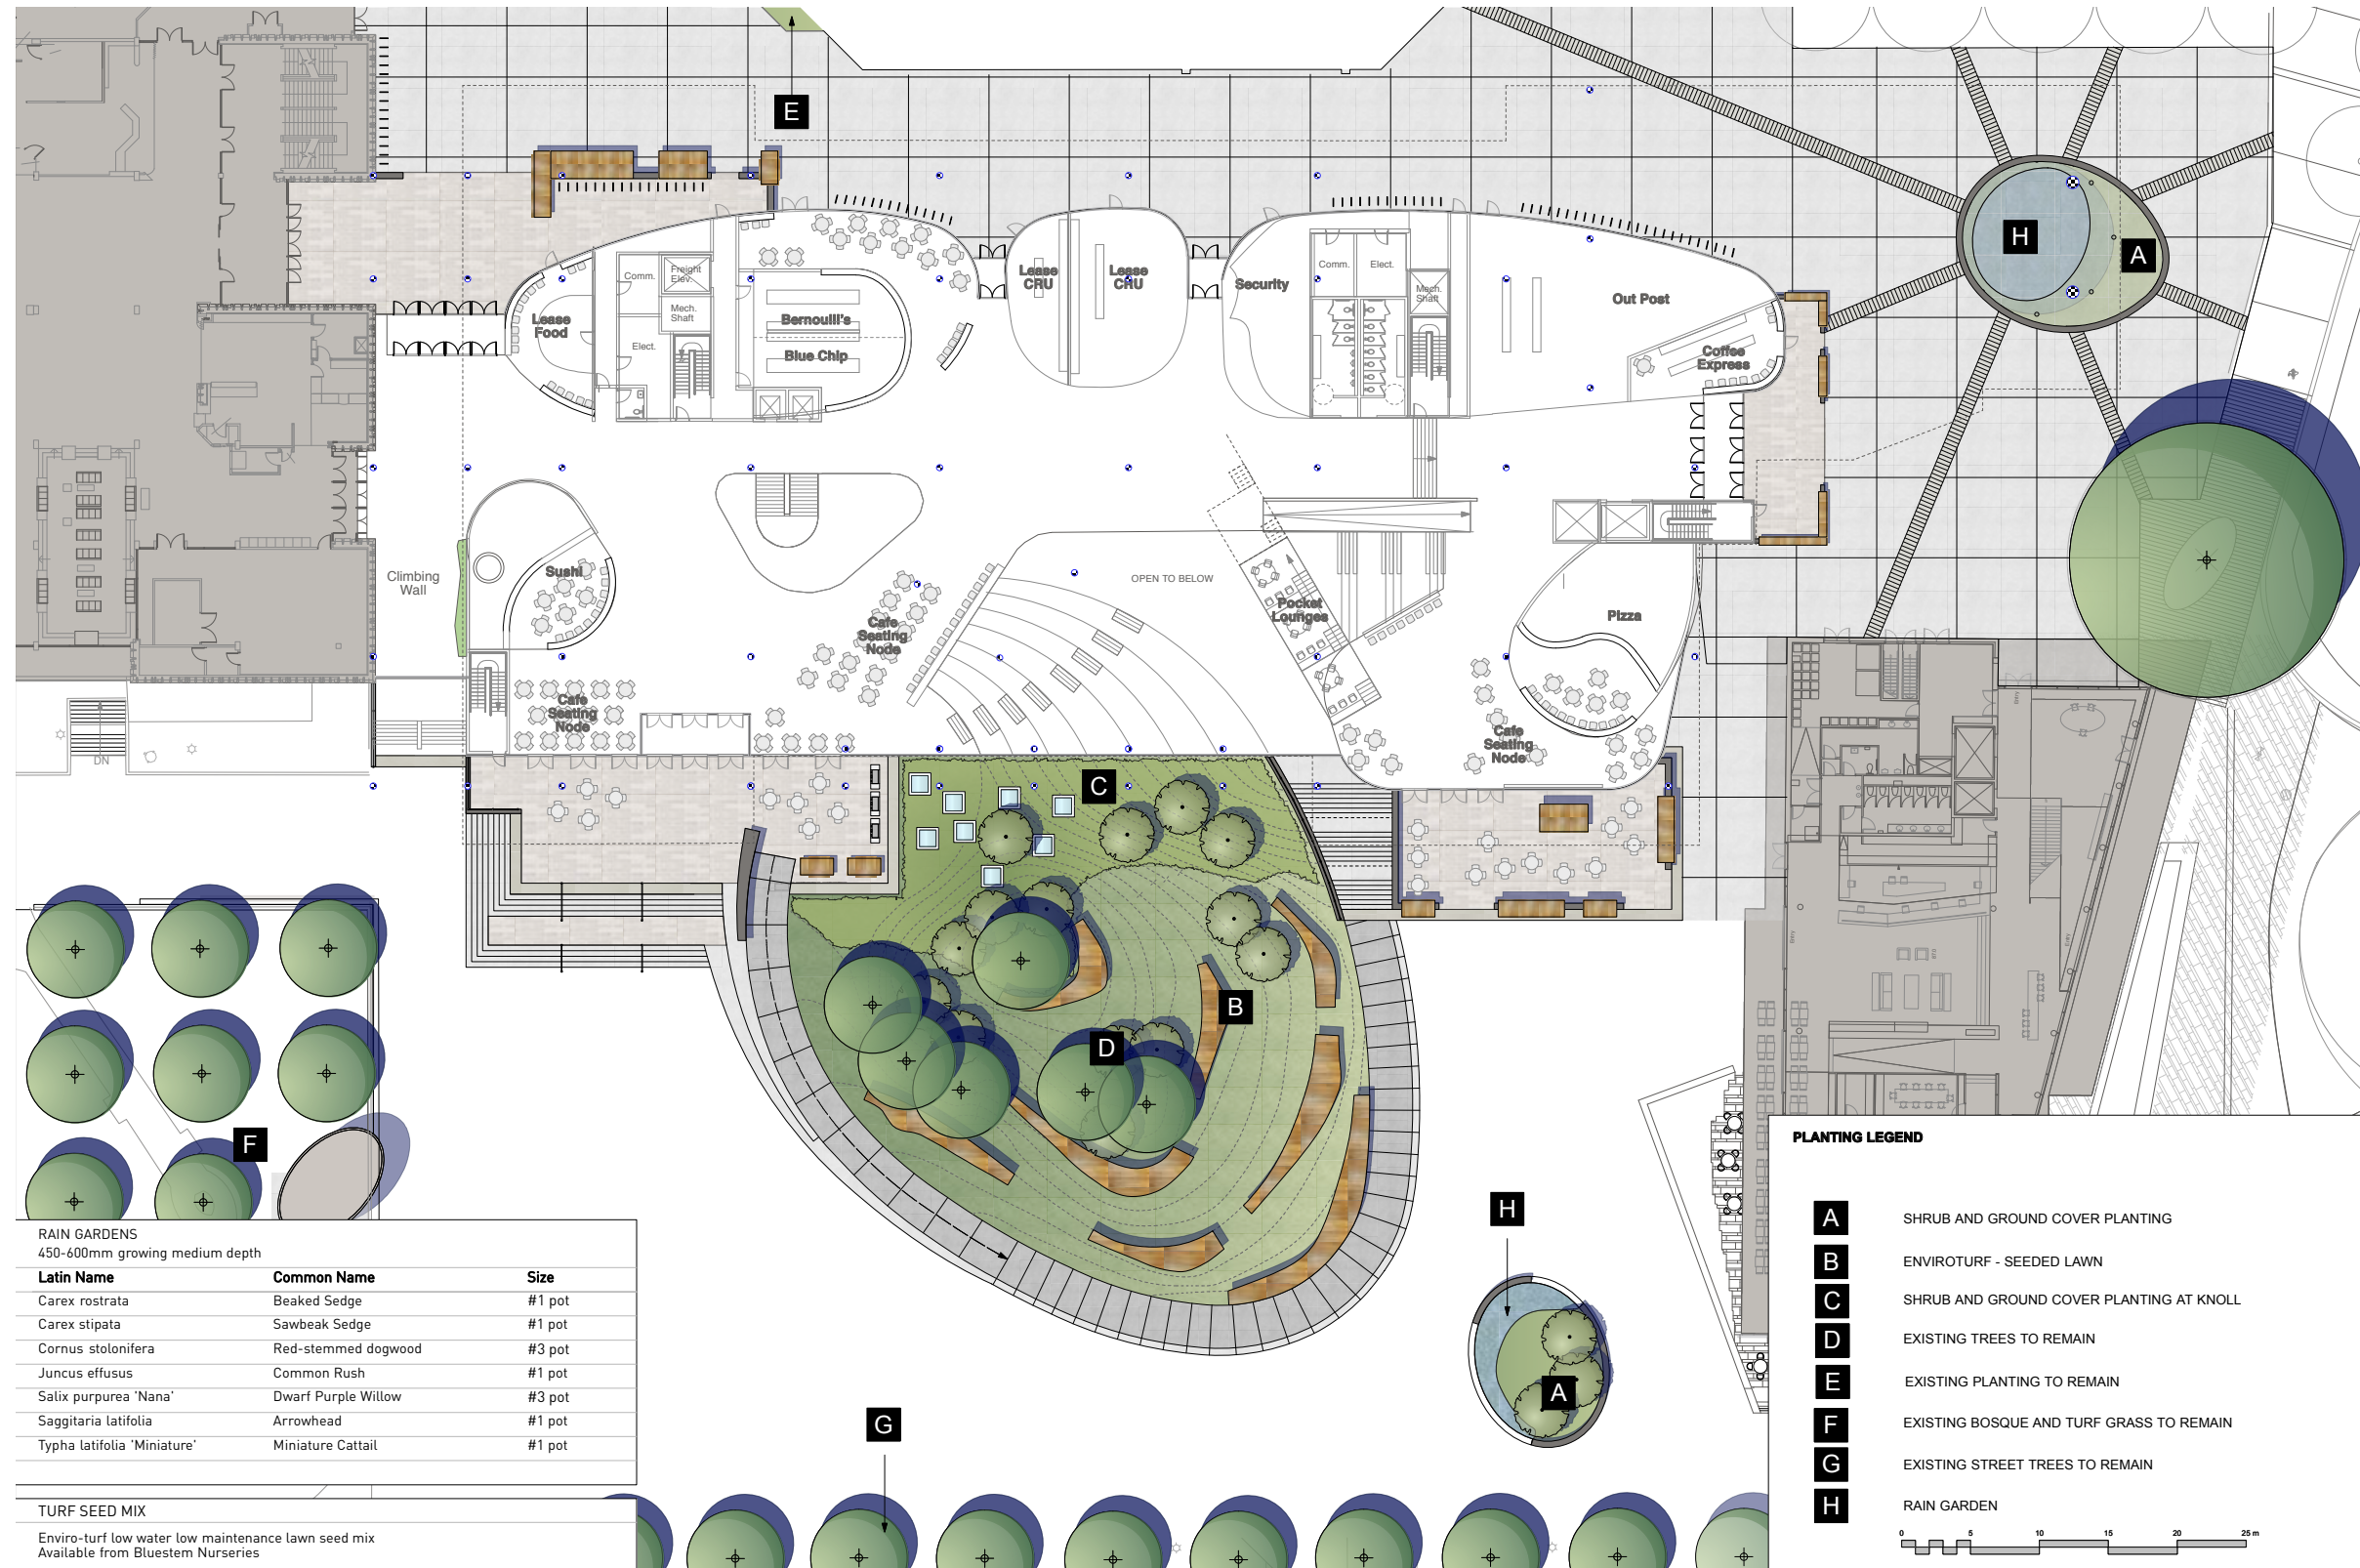 E
H
A
Comm.
Freight
Elev.
Mech.
Shaft
Elect.
Lease
Food
Bernoulli's
Blue Chip
Lease
CRU
Lease
CRU
Security
Comm.
Elect.
Mech.
Shaft
Out Post
Coffee
Express
Climbing
Wall
Sushi
Cafe
Seating
Node
OPEN TO BELOW
Pocket
Lounges
Pizza
Cafe
Seating
Node
Cafe
Seating
Node
DN
Entry
Entry
Entry
C
B
D
F
H
A
G
RAIN GARDENS
450-600mm growing medium depth
Latin Name Common Name Size
Carex rostrata Beaked Sedge #1 pot
Carex stipata Sawbeak Sedge #1 pot
Cornus stolonifera Red-stemmed dogwood #3 pot
Juncus effusus Common Rush #1 pot
Salix purpurea 'Nana' Dwarf Purple Willow #3 pot
Saggitaria latifolia Arrowhead #1 pot
Typha latifolia 'Miniature' Miniature Cattail #1 pot
TURF SEED MIX
Enviro-turf low water low maintenance lawn seed mix
Available from Bluestem Nurseries
PLANTING LEGEND
A SHRUB AND GROUND COVER PLANTING
B ENVIROTURF - SEEDED LAWN
C SHRUB AND GROUND COVER PLANTING AT KNOLL
D EXISTING TREES TO REMAIN
E EXISTING PLANTING TO REMAIN
F EXISTING BOSQUE AND TURF GRASS TO REMAIN
G EXISTING STREET TREES TO REMAIN
H RAIN GARDEN
0 5 10 15 20 25 m